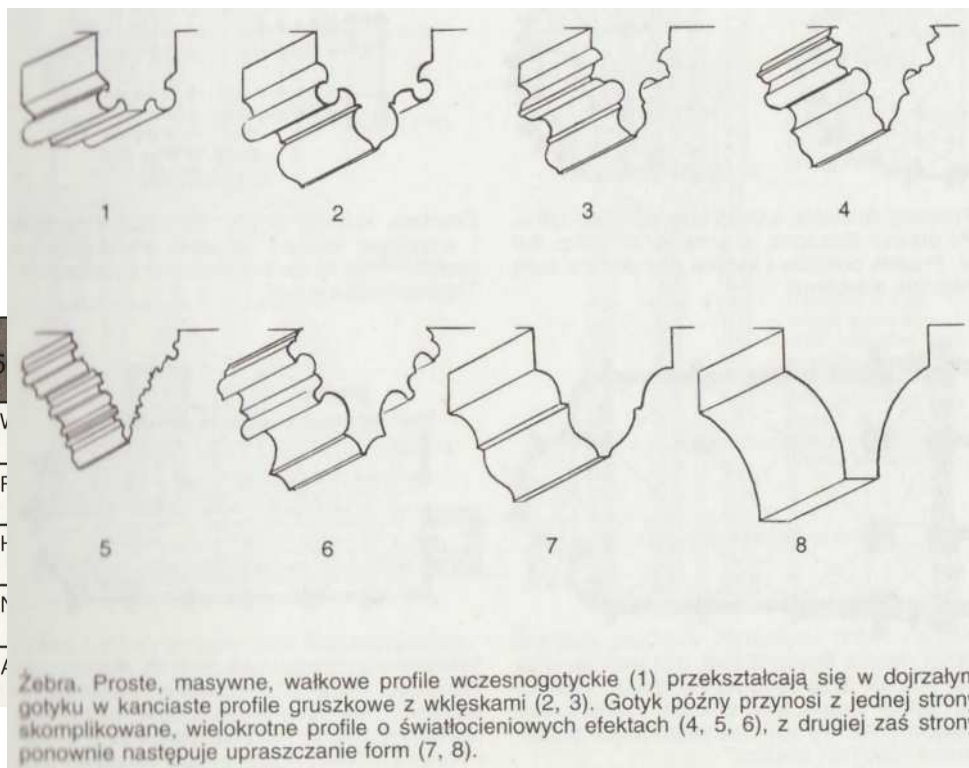 1 2 3 4
5 6 7 8
Żebra. Proste, masywne, wałkowe profile wczesnogotyckie (1) przekształcają się w dojrzałym
gotyku w kanciaste profile gruszkowe z wklęskami (2, 3). Gotyk późny przynosi z jednej strony
skomplikowane, wielokrotne profile o światłocieniowych efektach (4, 5, 6), z drugiej zaś strony
ponownie następuje upraszczanie form (7, 8).